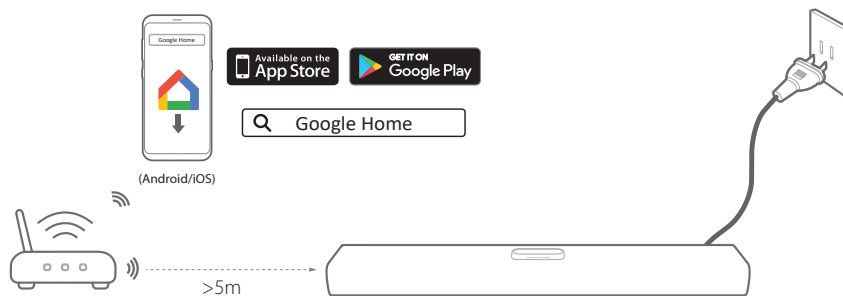 Google Home
Available on the
App Store
GET IT ON
Google Play
Google Home
(Android/iOS)
>5m